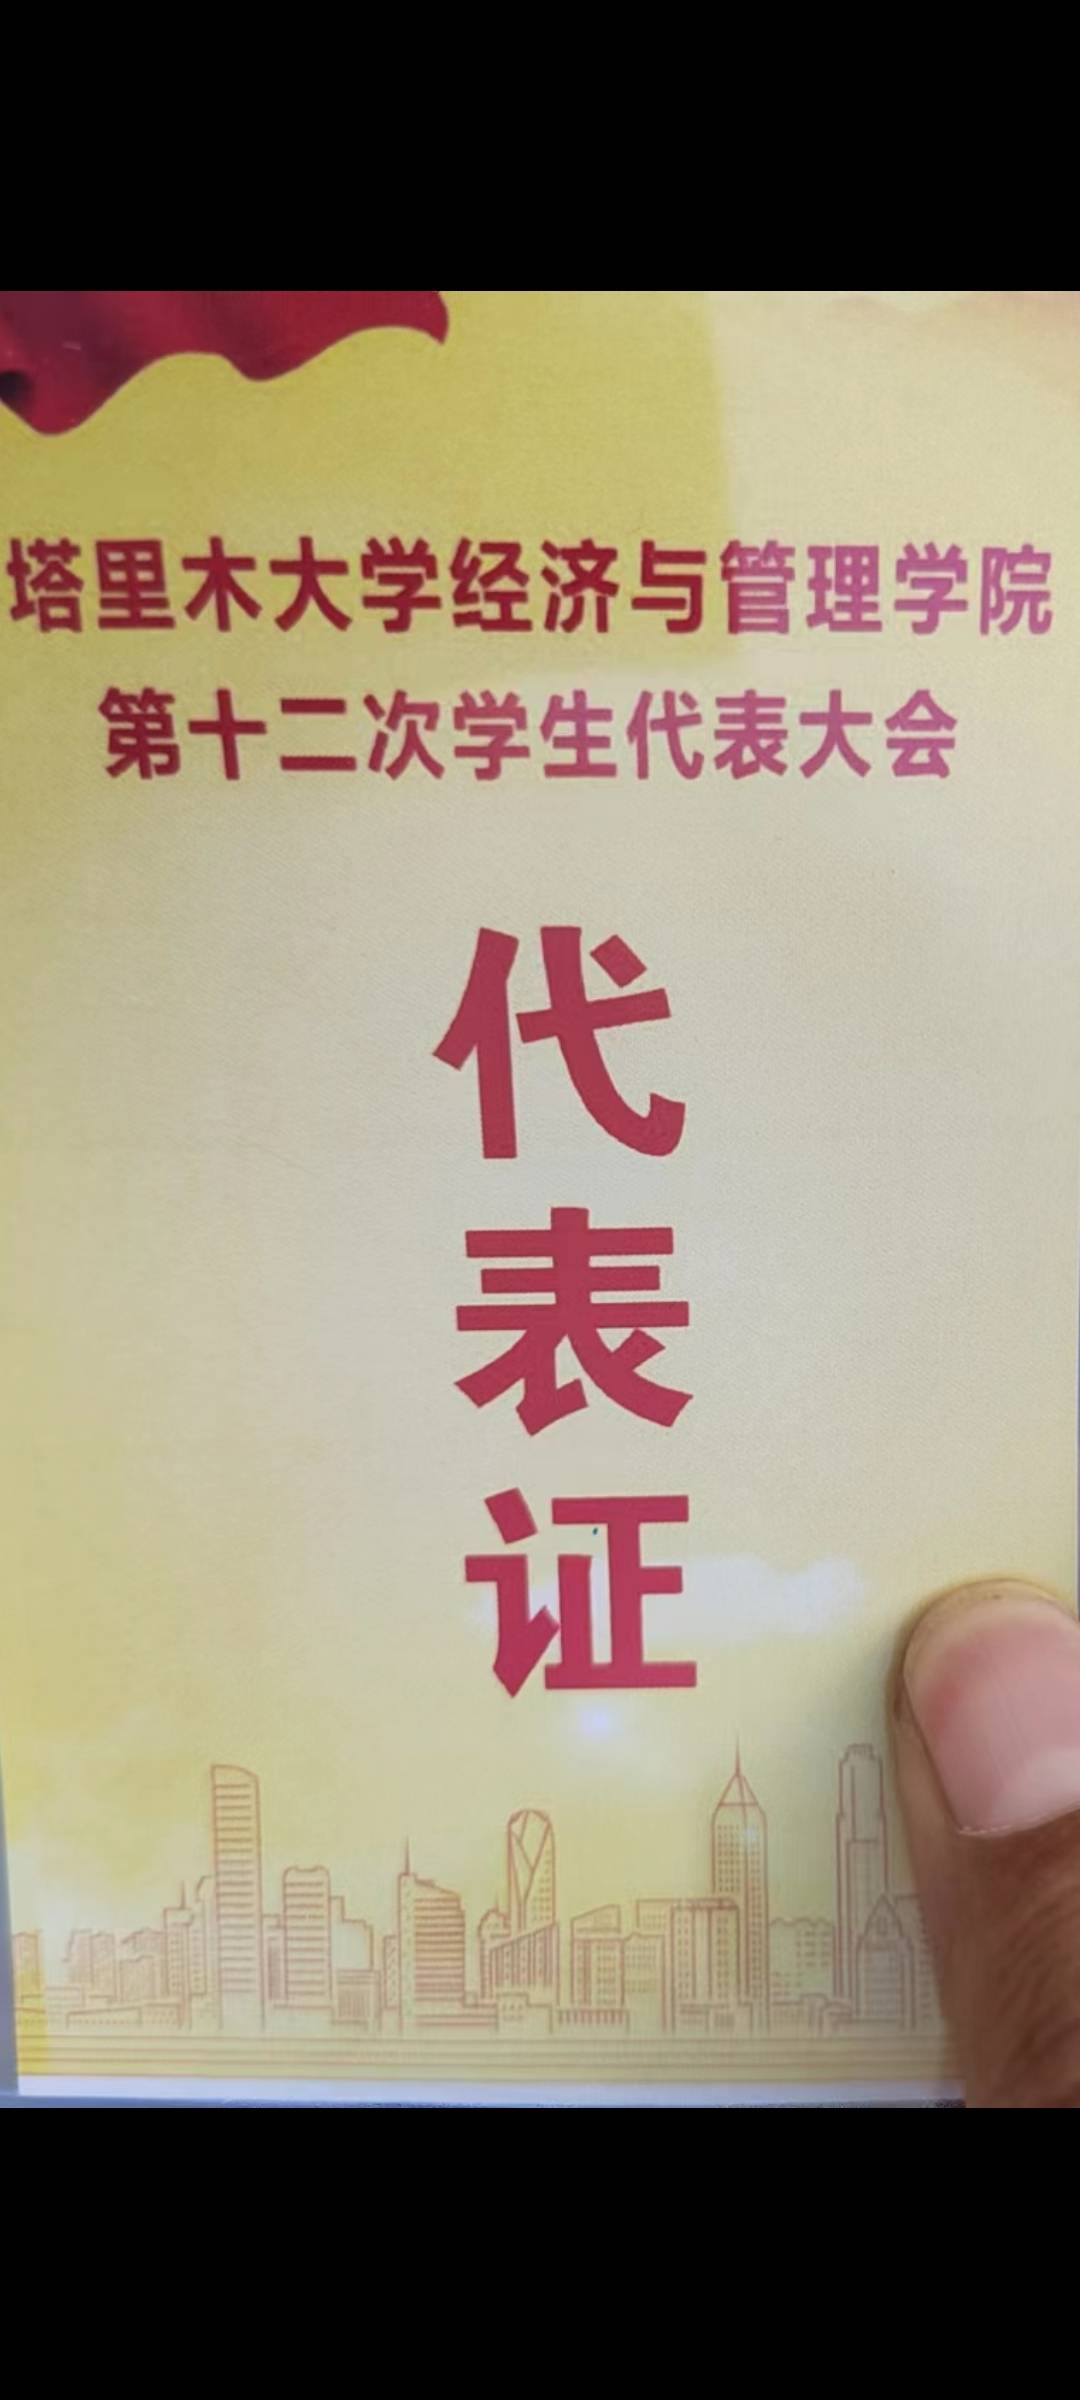 塔里木大学经济与管理学院
第十二次学生代表大会
代
表
证